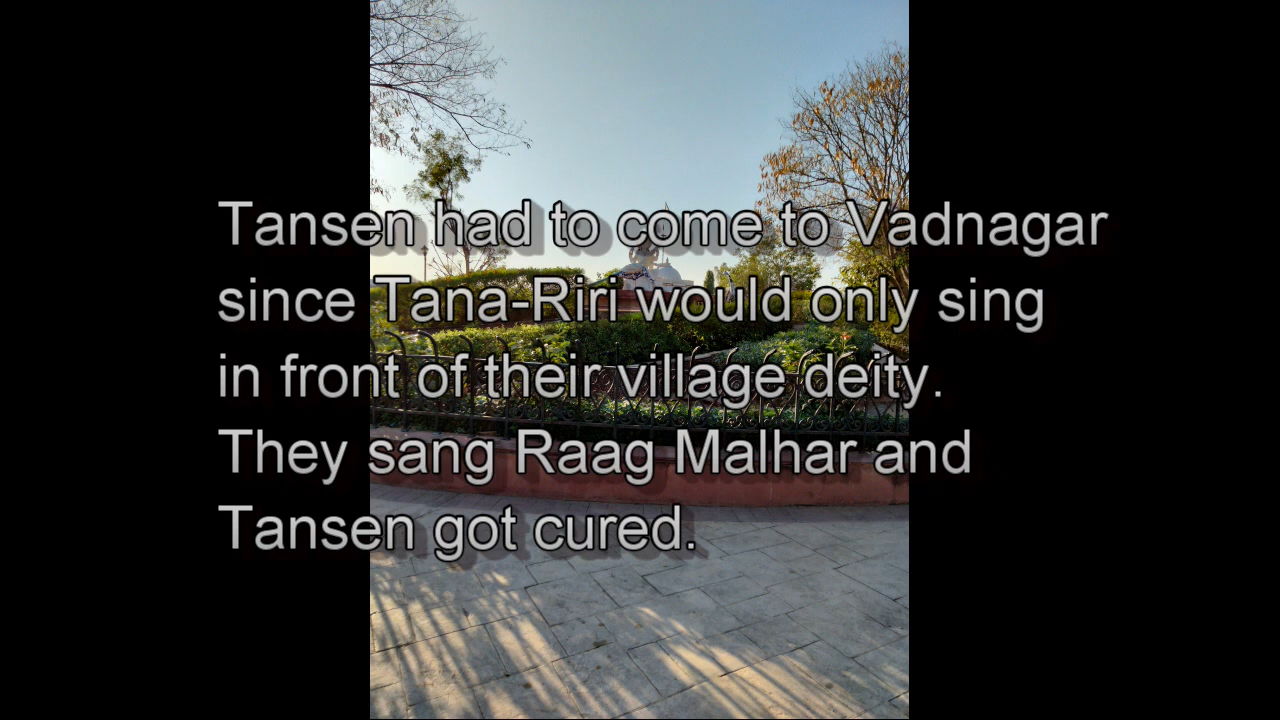 Tansen had to come to Vadnagar
since Tana-Riri would only sing
in front of their village deity.
They sang Raag Malhar and
Tansen got cured.